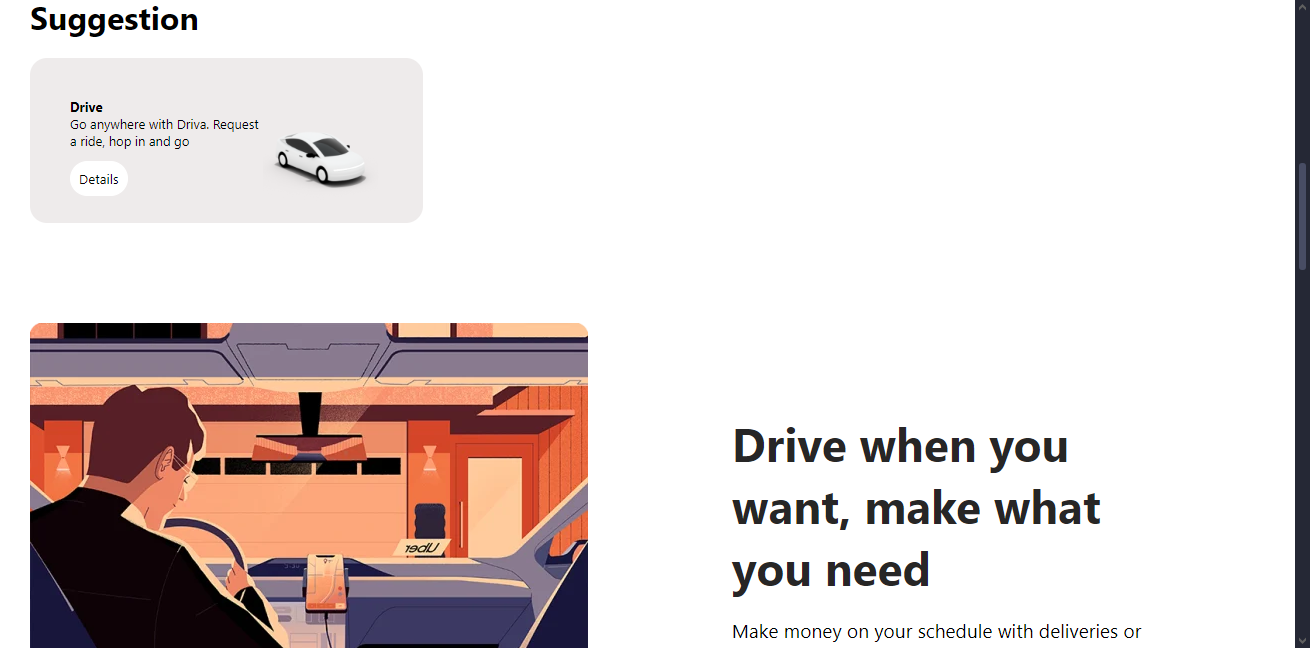 Suggestion
Drive
Go anywhere with Driva. Request
a ride, hop in and go
Details
Uber
Drive when you
want, make what
you need
Make money on your schedule with deliveries or